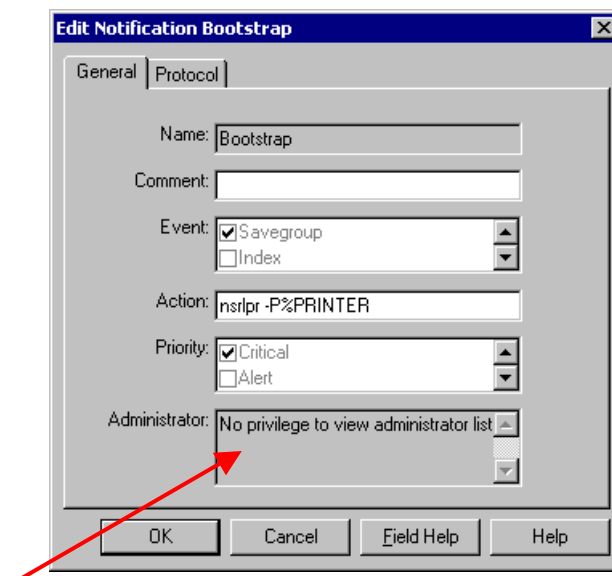 Edit Notification Bootstrap
General Protocol
Name: Bootstrap
Comment:
Event: Savegroup
Index
Action: nsrlpr -P%PRINTER
Priority: Critical
Alert
Administrator: No privilege to view administrator list
OK Cancel Field Help Help